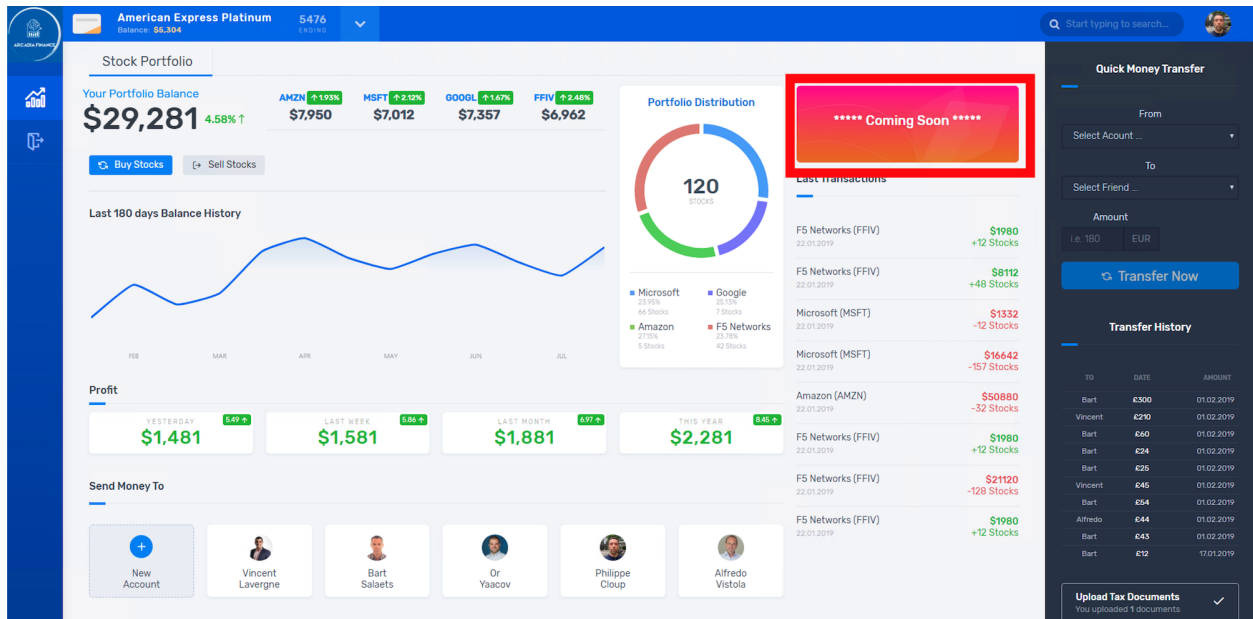 ARCADIA FINANCE
American Express Platinum
Balance: $5,304
5476
ENDING
Start typing to search...
Stock Portfolio
Your Portfolio Balance
$29,281 4.58% ↑
AMZN ↑1.93%
$7,950
MSFT ↑2.12%
$7,012
GOOGL ↑1.67%
$7,357
FFIV ↑2.48%
$6,962
Buy Stocks
Sell Stocks
Last 180 days Balance History
FEB MAR APR MAY JUN JUL
Portfolio Distribution
120
STOCKS
Microsoft
23.95%
66 Stocks
Google
25.13%
7 Stocks
Amazon
27.15%
5 Stocks
F5 Networks
23.78%
42 Stocks
***** Coming Soon *****
Last Transactions
F5 Networks (FFIV) $1980
22.01.2019 +12 Stocks
F5 Networks (FFIV) $8112
22.01.2019 +48 Stocks
Microsoft (MSFT) $1332
22.01.2019 -12 Stocks
Microsoft (MSFT) $16642
22.01.2019 -157 Stocks
Amazon (AMZN) $50880
22.01.2019 -32 Stocks
F5 Networks (FFIV) $1980
22.01.2019 +12 Stocks
F5 Networks (FFIV) $21120
22.01.2019 -128 Stocks
F5 Networks (FFIV) $1980
22.01.2019 +12 Stocks
Profit
YESTERDAY 5.49 ↑
$1,481
LAST WEEK 5.86 ↑
$1,581
LAST MONTH 6.97 ↑
$1,881
THIS YEAR 8.45 ↑
$2,281
Send Money To
New
Account
Vincent
Lavergne
Bart
Salaets
Or
Yaacov
Philippe
Cloup
Alfredo
Vistola
Quick Money Transfer
From
Select Acount ...
To
Select Friend ...
Amount
i.e. 180 EUR
Transfer Now
Transfer History
TO DATE AMOUNT
Bart £300 01.02.2019
Vincent £210 01.02.2019
Bart £60 01.02.2019
Bart £24 01.02.2019
Bart £25 01.02.2019
Vincent £45 01.02.2019
Bart £54 01.02.2019
Alfredo £44 01.02.2019
Bart £43 01.02.2019
Bart £12 17.01.2019
Upload Tax Documents
You uploaded 1 documents